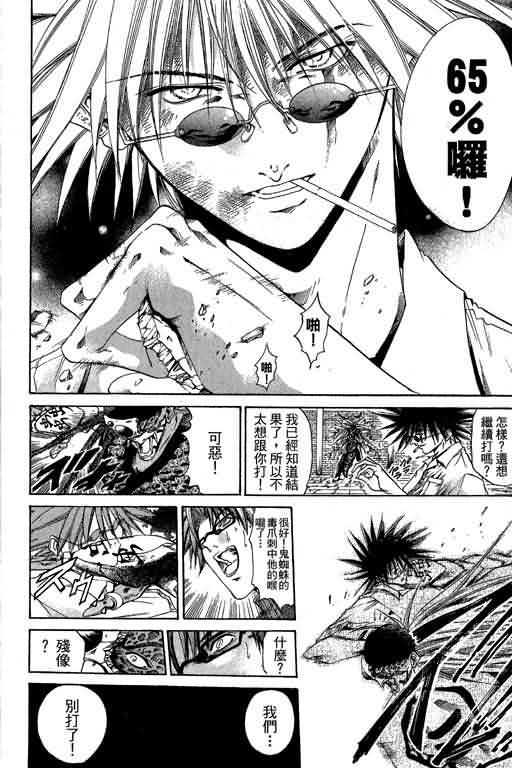 65%囉！
啪！
啪！
怎樣？還想
繼續打嗎？
我已經知道結
果了，所以不
太想跟你打！
可惡！
很好！鬼蜘蛛的
毒爪刺中他的喉
嚨了…
什麼？
殘像
？
我們…
別打了！